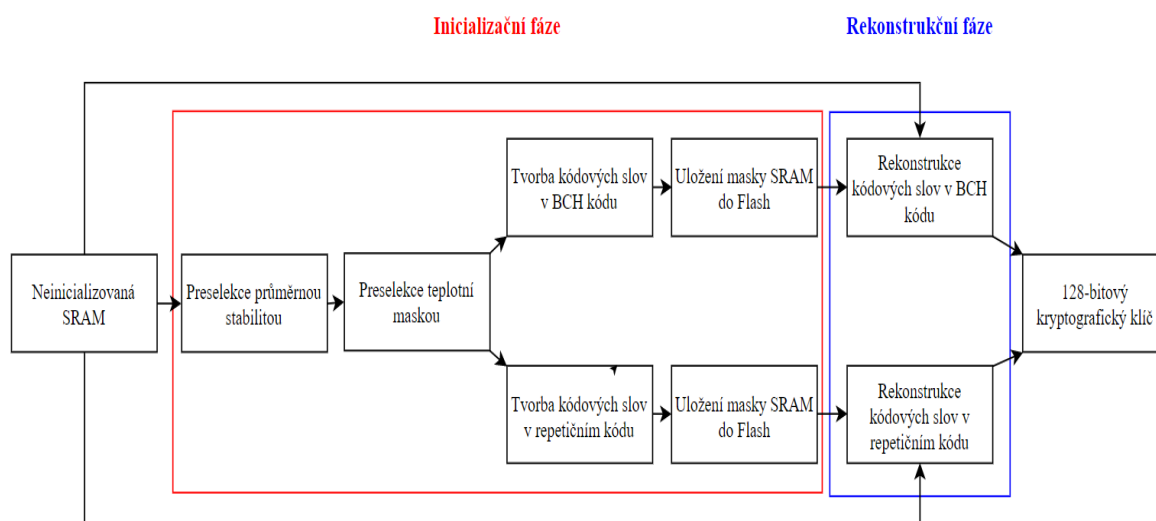 Inicializační fáze
Rekonstrukční fáze
Neinicializovaná
SRAM
Preselekce průměrnou
stabilitou
Preselekce teplotní
maskou
Tvorba kódových slov
v BCH kódu
Uložení masky SRAM
do Flash
Rekonstrukce
kódových slov v BCH
kódu
Tvorba kódových slov
v repetičním kódu
Uložení masky SRAM
do Flash
Rekonstrukce
kódových slov v
repetičním kódu
128-bitový
kryptografický klíč